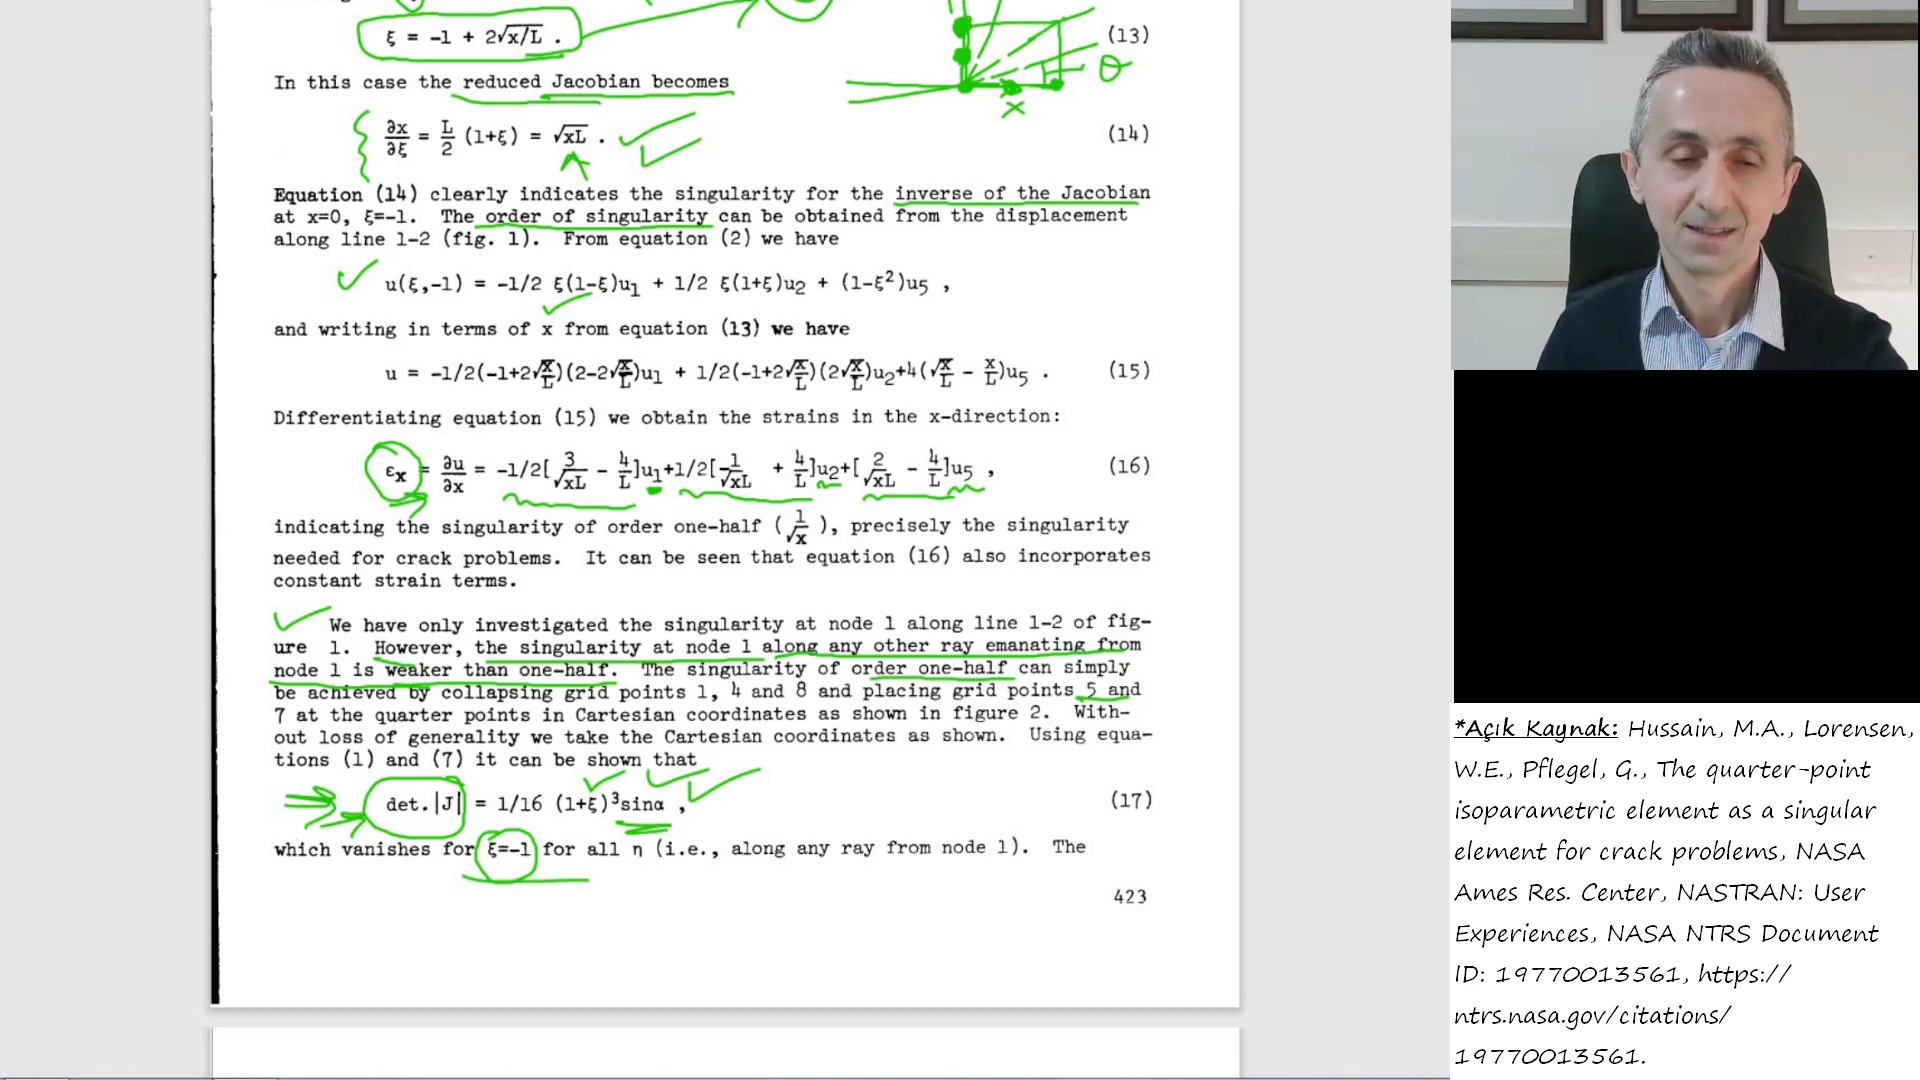 ξ = -1 + 2√x/L . (13)
In this case the reduced Jacobian becomes
θ
x
∂x/∂ξ = L/2 (1+ξ) = √xL . (14)
Equation (14) clearly indicates the singularity for the inverse of the Jacobian
at x=0, ξ=-1. The order of singularity can be obtained from the displacement
along line 1-2 (fig. 1). From equation (2) we have
u(ξ,-1) = -1/2 ξ(1-ξ)u₁ + 1/2 ξ(1+ξ)u₂ + (1-ξ²)u₅ ,
and writing in terms of x from equation (13) we have
u = -1/2(-1+2√x/L)(2-2√x/L)u₁ + 1/2(-1+2√x/L)(2√x/L)u₂+4(√x/L - x/L)u₅ . (15)
Differentiating equation (15) we obtain the strains in the x-direction:
εx = ∂u/∂x = -1/2[3/√xL - 4/L]u₁+1/2[-1/√xL + 4/L]u₂+[2/√xL - 4/L]u₅ , (16)
indicating the singularity of order one-half (1/√x), precisely the singularity
needed for crack problems. It can be seen that equation (16) also incorporates
constant strain terms.
We have only investigated the singularity at node 1 along line 1-2 of fig-
ure 1. However, the singularity at node 1 along any other ray emanating from
node 1 is weaker than one-half. The singularity of order one-half can simply
be achieved by collapsing grid points 1, 4 and 8 and placing grid points 5 and
7 at the quarter points in Cartesian coordinates as shown in figure 2. With-
out loss of generality we take the Cartesian coordinates as shown. Using equa-
tions (1) and (7) it can be shown that
det.|J| = 1/16 (1+ξ)³sinα , (17)
which vanishes for ξ=-1 for all η (i.e., along any ray from node 1). The
423
*Açık Kaynak: Hussain, M.A., Lorensen,
W.E., Pflegel, G., The quarter-point
isoparametric element as a singular
element for crack problems, NASA
Ames Res. Center, NASTRAN: User
Experiences, NASA NTRS Document
ID: 19770013561, https://
ntrs.nasa.gov/citations/
19770013561.